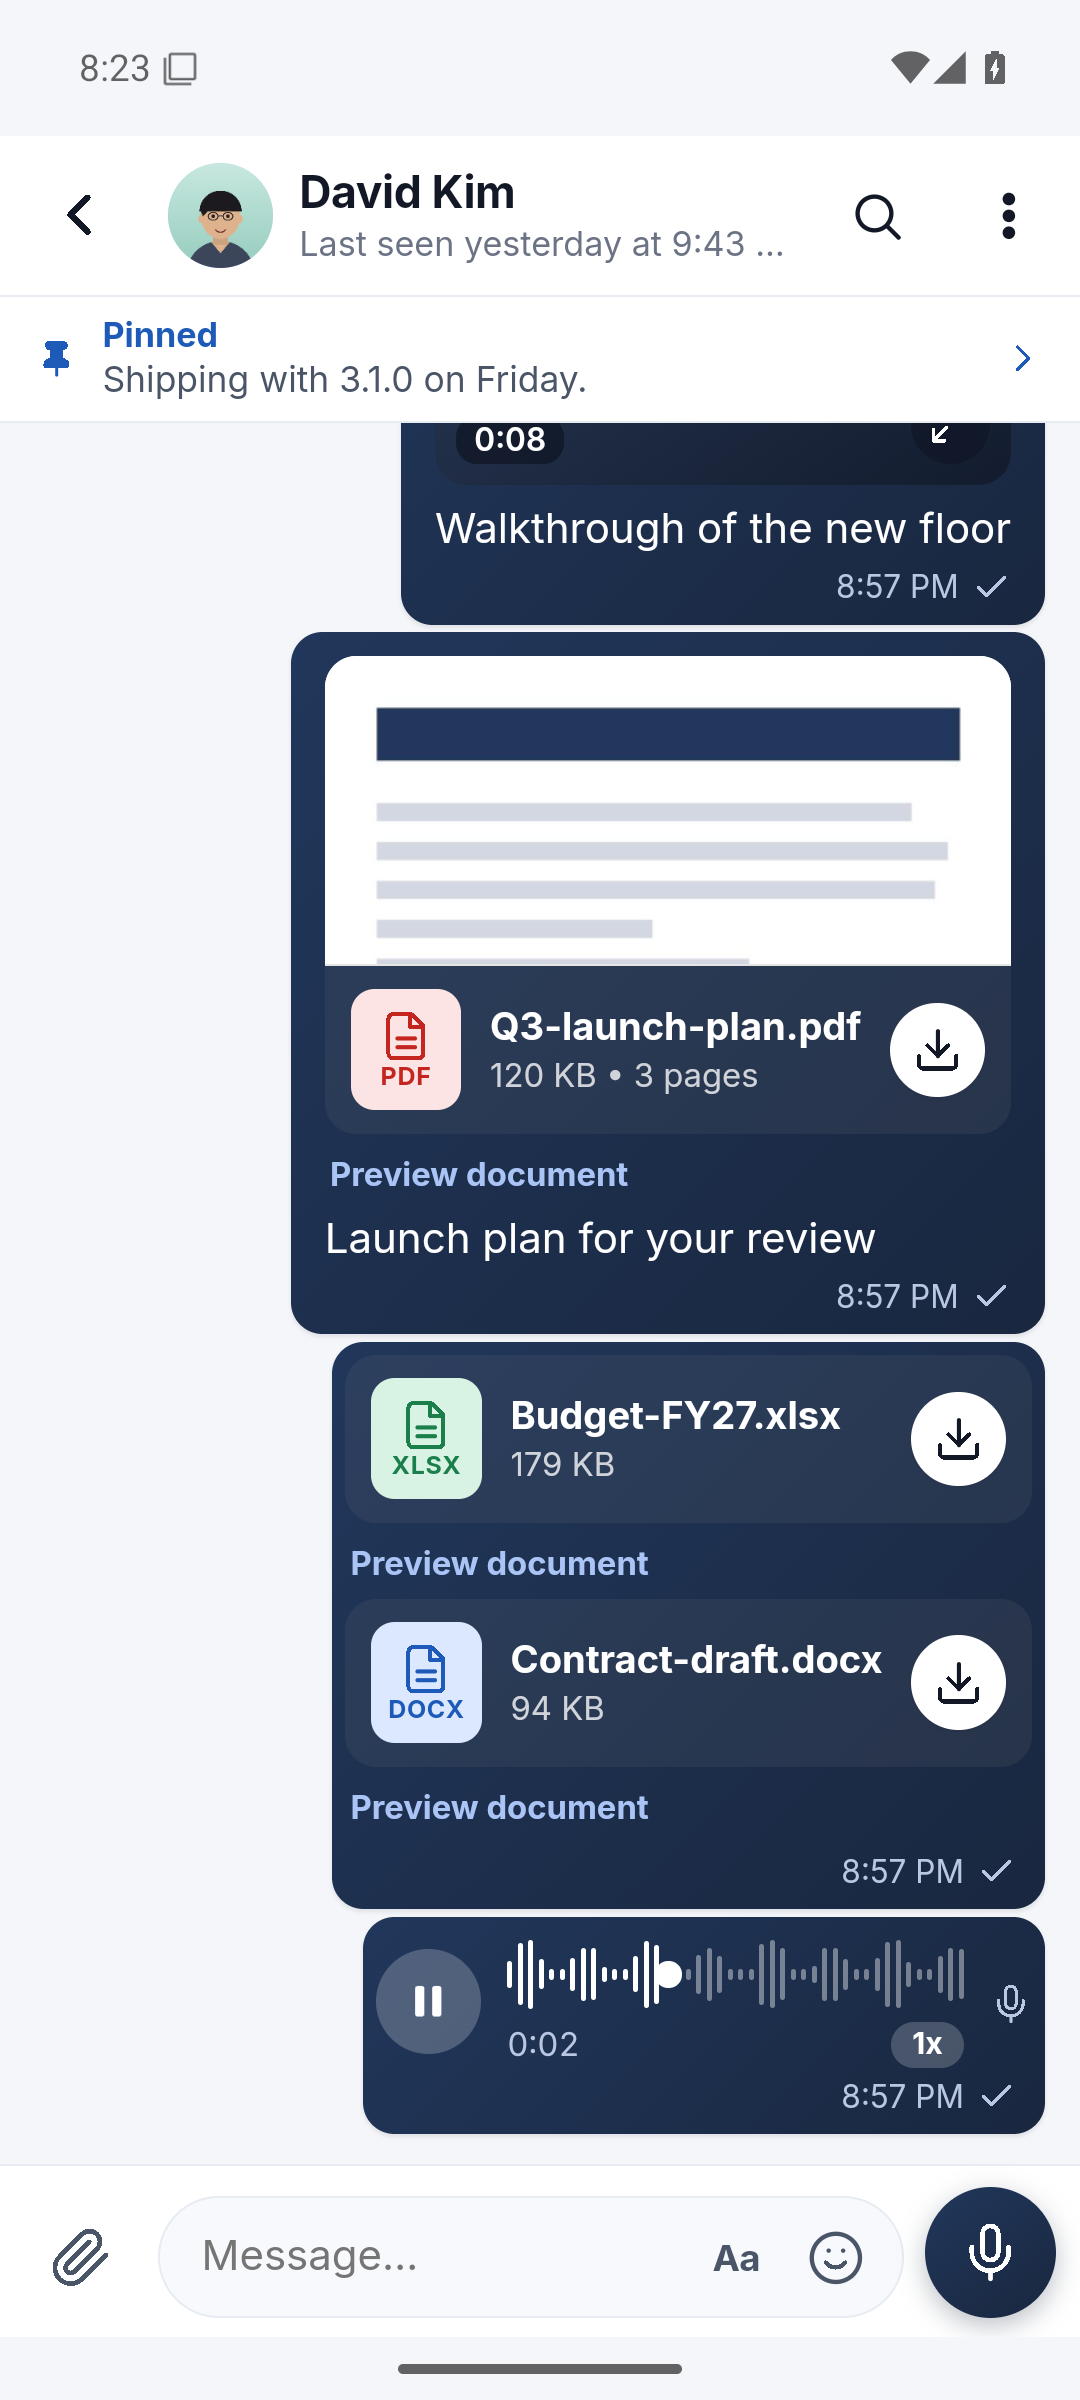 8:23
David Kim
Last seen yesterday at 9:43 ...
Pinned
Shipping with 3.1.0 on Friday.
0:08
Walkthrough of the new floor
8:57 PM
PDF
Q3-launch-plan.pdf
120 KB • 3 pages
Preview document
Launch plan for your review
8:57 PM
XLSX
Budget-FY27.xlsx
179 KB
Preview document
DOCX
Contract-draft.docx
94 KB
Preview document
8:57 PM
0:02
1x
8:57 PM
Message...
Aa